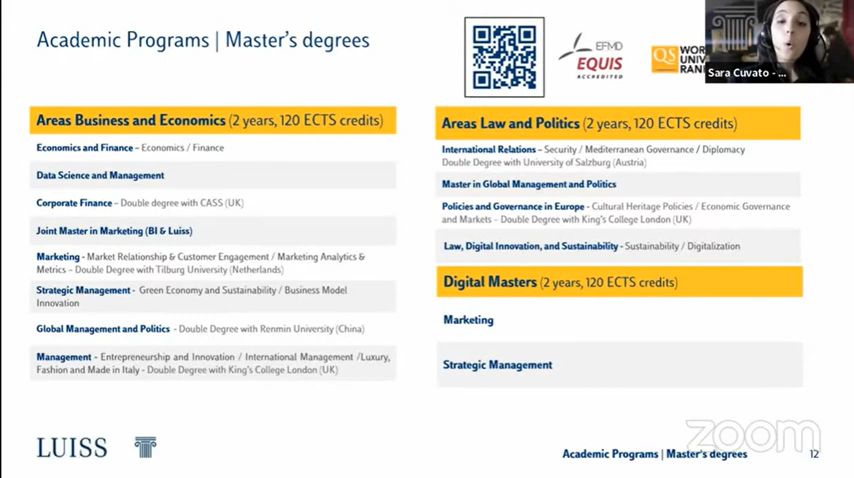 Academic Programs | Master's degrees
EFMD
EQUIS
ACCREDITED
QS
WOR
UNIV
RAN
Sara Cuvato - ...
Areas Business and Economics (2 years, 120 ECTS credits)
Economics and Finance – Economics / Finance
Data Science and Management
Corporate Finance – Double degree with CASS (UK)
Joint Master in Marketing (BI & Luiss)
Marketing - Market Relationship & Customer Engagement / Marketing Analytics &
Metrics – Double Degree with Tilburg University (Netherlands)
Strategic Management - Green Economy and Sustainability / Business Model
Innovation
Global Management and Politics - Double Degree with Renmin University (China)
Management - Entrepreneurship and Innovation / International Management /Luxury,
Fashion and Made in Italy - Double Degree with King's College London (UK)
Areas Law and Politics (2 years, 120 ECTS credits)
International Relations – Security / Mediterranean Governance / Diplomacy
Double Degree with University of Salzburg (Austria)
Master in Global Management and Politics
Policies and Governance in Europe - Cultural Heritage Policies / Economic Governance
and Markets – Double Degree with King's College London (UK)
Law, Digital Innovation, and Sustainability - Sustainability / Digitalization
Digital Masters (2 years, 120 ECTS credits)
Marketing
Strategic Management
LUISS
zoom
Academic Programs | Master's degrees
12